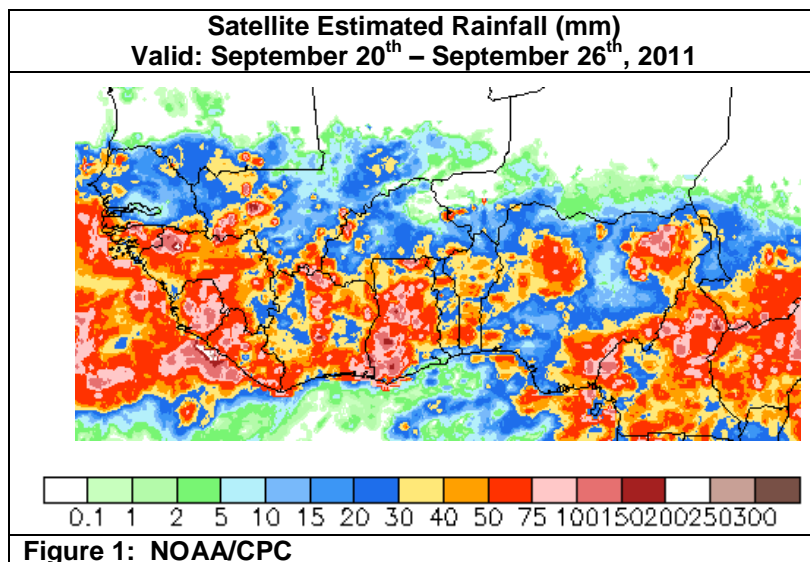 Satellite Estimated Rainfall (mm)
Valid: September 20th – September 26th, 2011
0.1 1 2 5 10 15 20 30 40 50 75 100150200250300
Figure 1: NOAA/CPC